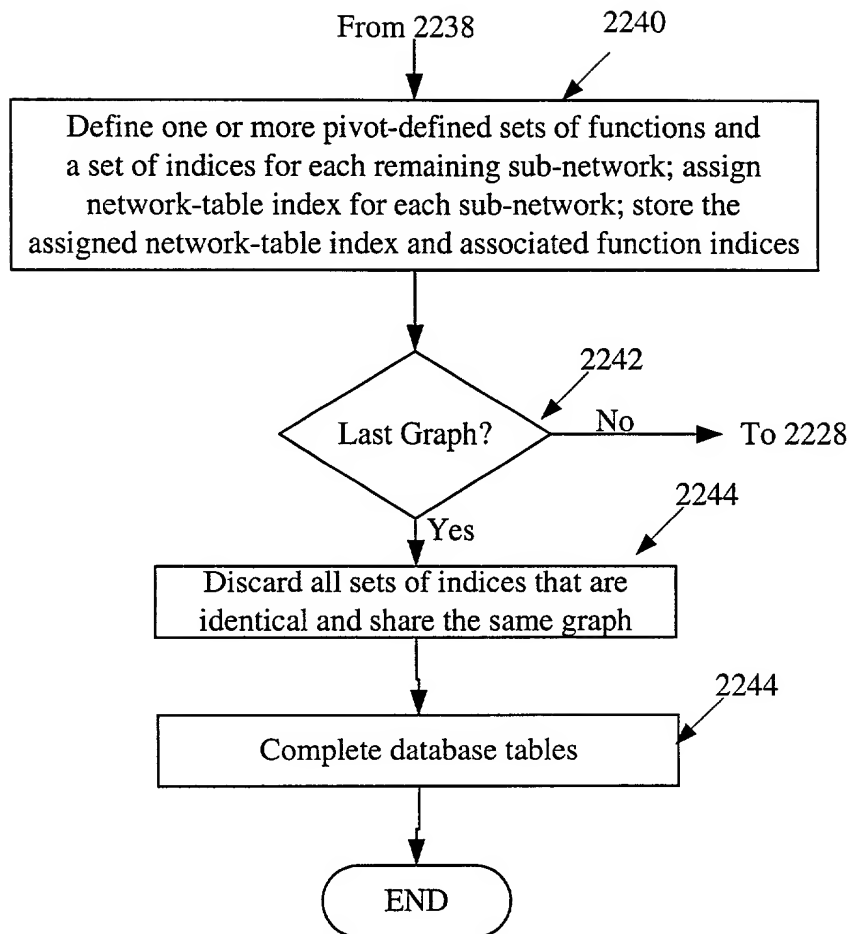 From 2238
2240
Define one or more pivot-defined sets of functions and
a set of indices for each remaining sub-network; assign
network-table index for each sub-network; store the
assigned network-table index and associated function indices
2242
Last Graph?
No
To 2228
Yes
2244
Discard all sets of indices that are
identical and share the same graph
2244
Complete database tables
END